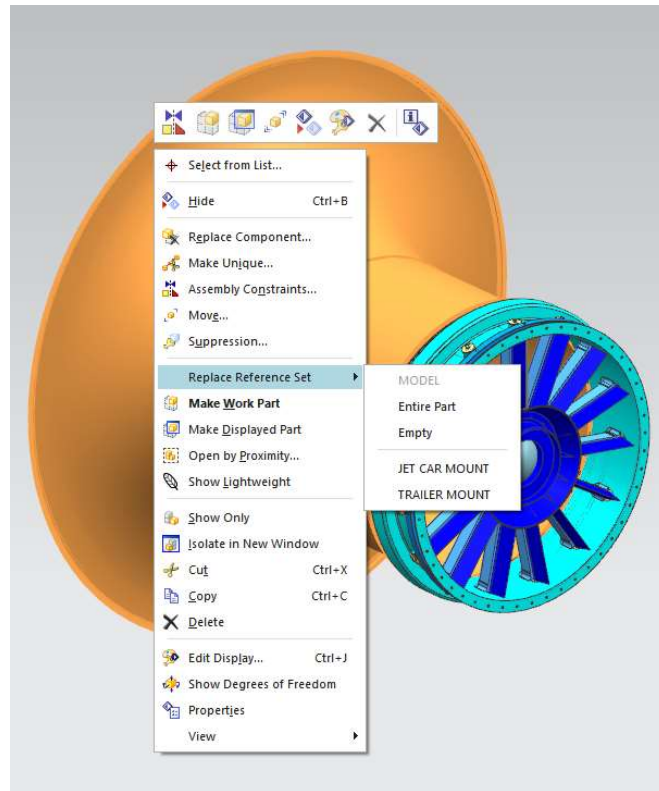 Select from List...
Hide Ctrl+B
Replace Component...
Make Unique...
Assembly Constraints...
Move...
Suppression...
Replace Reference Set
Make Work Part
Make Displayed Part
Open by Proximity...
Show Lightweight
Show Only
Isolate in New Window
Cut Ctrl+X
Copy Ctrl+C
Delete
Edit Display... Ctrl+J
Show Degrees of Freedom
Properties
View
MODEL
Entire Part
Empty
JET CAR MOUNT
TRAILER MOUNT